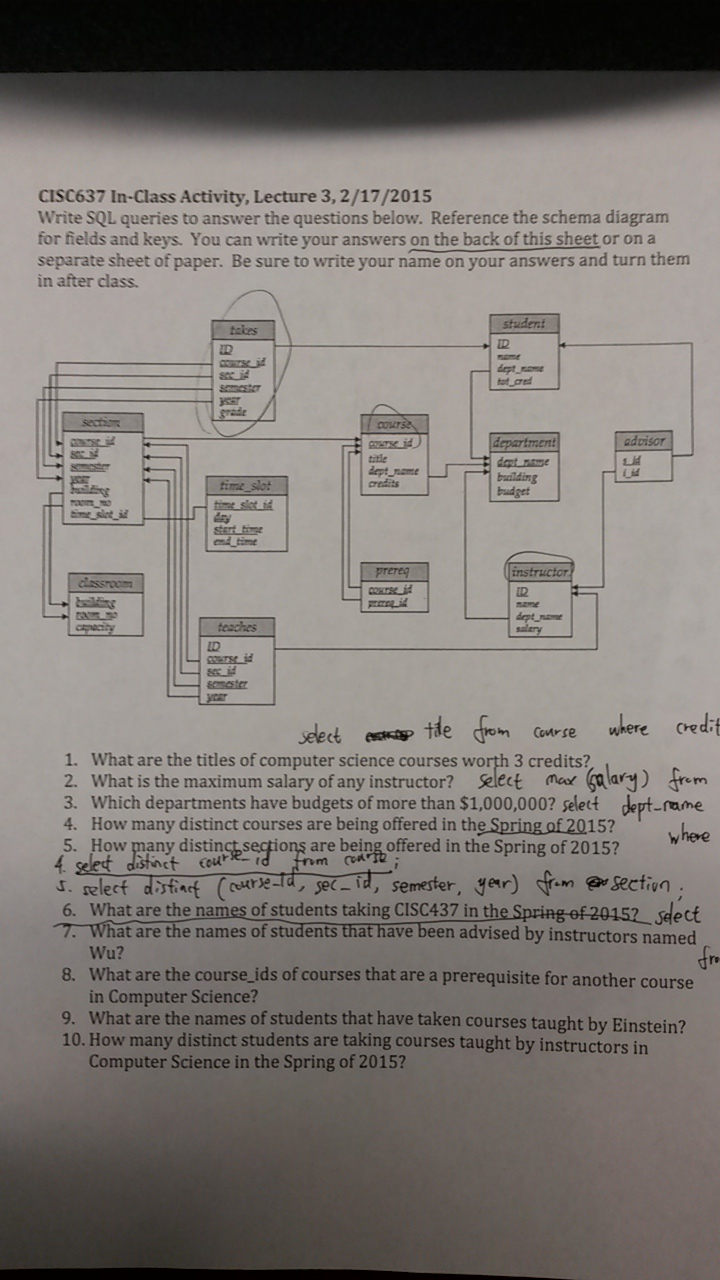 CISC637 In-Class Activity, Lecture 3, 2/17/2015
Write SQL queries to answer the questions below. Reference the schema diagram
for fields and keys. You can write your answers on the back of this sheet or on a
separate sheet of paper. Be sure to write your name on your answers and turn them
in after class.
takes
ID
course_id
sec_id
semester
year
grade
student
ID
name
dept_name
tot_cred
section
course_id
sec_id
semester
year
building
room_no
time_slot_id
course
course_id
title
dept_name
credits
department
dept_name
building
budget
advisor
s_id
i_id
time_slot
time_slot_id
day
start_time
end_time
classroom
building
room_no
capacity
prereq
course_id
prereq_id
instructor
ID
name
dept_name
salary
teaches
ID
course_id
sec_id
semester
year
select title from course where credit
1. What are the titles of computer science courses worth 3 credits?
2. What is the maximum salary of any instructor? select max (salary) from
3. Which departments have budgets of more than $1,000,000? select dept-name
4. How many distinct courses are being offered in the Spring of 2015?
where
5. How many distinct sections are being offered in the Spring of 2015?
4. select distinct course-id from course;
5. select distinct (course-id, sec-id, semester, year) from section;
6. What are the names of students taking CISC437 in the Spring of 2015? select
7. What are the names of students that have been advised by instructors named
Wu?
fro
8. What are the course_ids of courses that are a prerequisite for another course
in Computer Science?
9. What are the names of students that have taken courses taught by Einstein?
10. How many distinct students are taking courses taught by instructors in
Computer Science in the Spring of 2015?